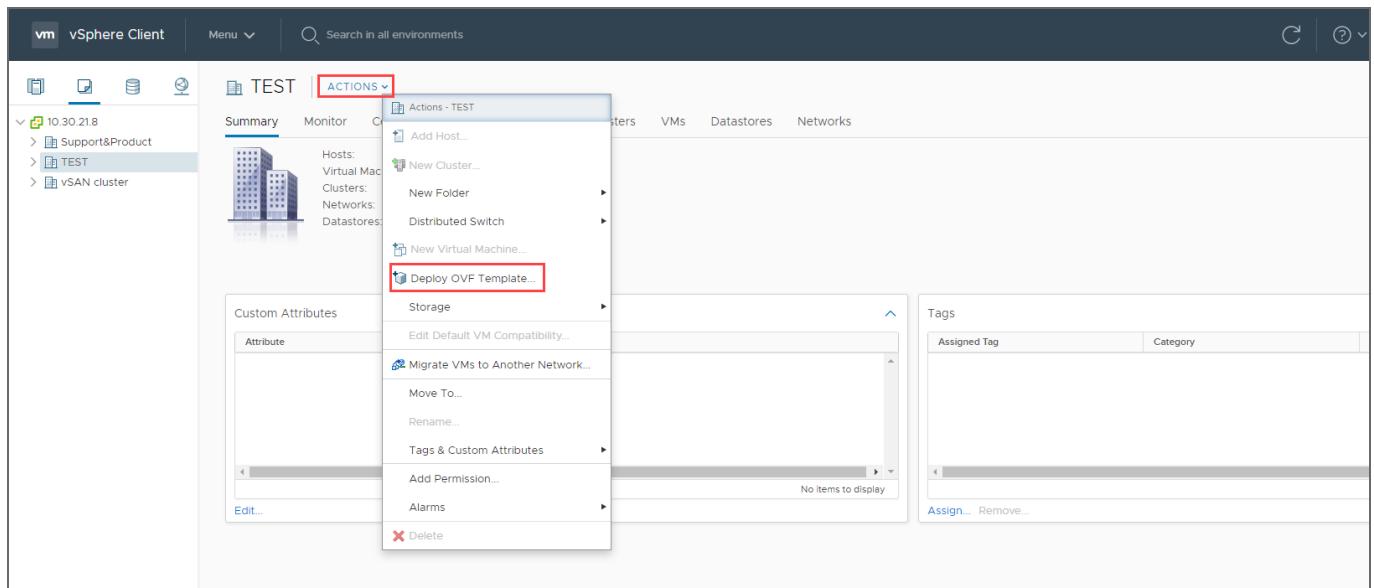 vm vSphere Client Menu Search in all environments
TEST ACTIONS
Actions - TEST
10.30.21.8
Support&Product
TEST
vSAN cluster
Summary Monitor C sters VMs Datastores Networks
Hosts:
Virtual Mac
Clusters:
Networks:
Datastores:
Add Host...
New Cluster...
New Folder
Distributed Switch
New Virtual Machine...
Deploy OVF Template...
Storage
Edit Default VM Compatibility...
Migrate VMs to Another Network...
Move To...
Rename...
Tags & Custom Attributes
Add Permission...
Alarms
Delete
Custom Attributes
Attribute
No items to display
Edit...
Tags
Assigned Tag Category
Assign... Remove...